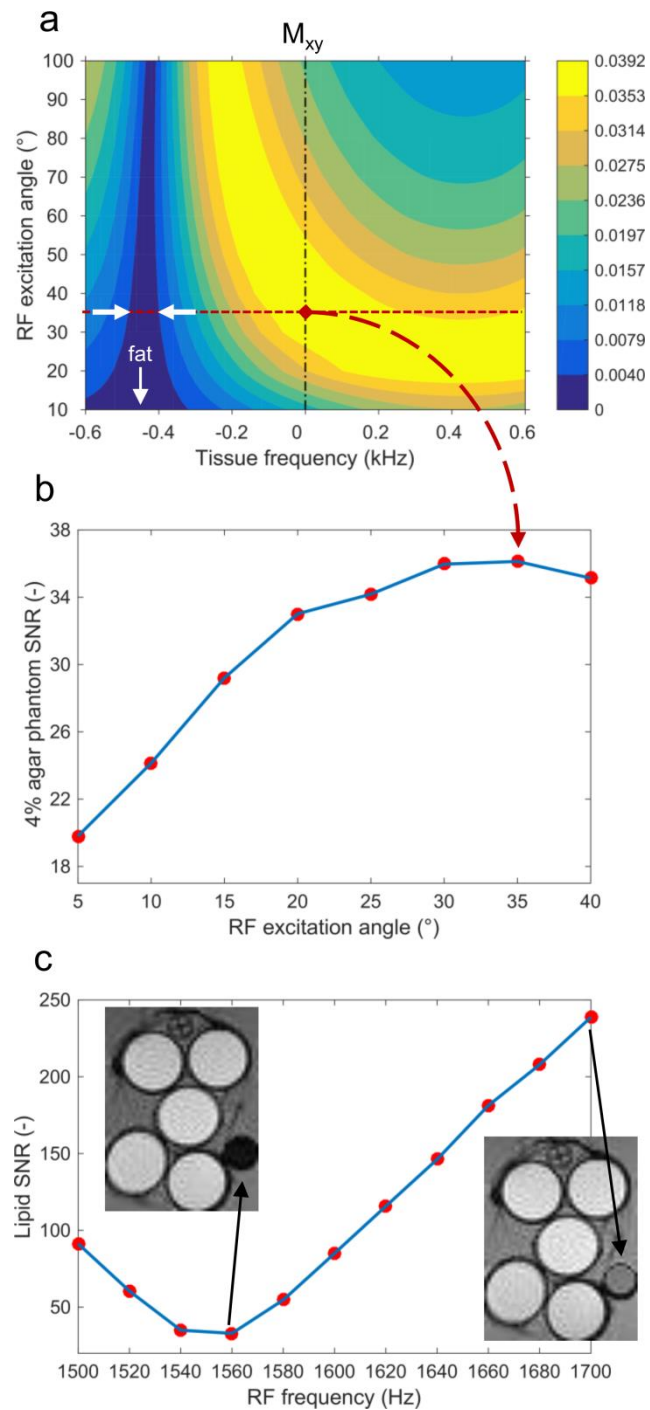 a
M_xy
RF excitation angle (°)
100
90
80
70
60
50
40
30
20
10
fat
-0.6 -0.4 -0.2 0 0.2 0.4 0.6
Tissue frequency (kHz)
0.0392
0.0353
0.0314
0.0275
0.0236
0.0197
0.0157
0.0118
0.0079
0.0040
0
b
4% agar phantom SNR (-)
38
34
30
26
22
18
5 10 15 20 25 30 35 40
RF excitation angle (°)
c
Lipid SNR (-)
250
200
150
100
50
1500 1520 1540 1560 1580 1600 1620 1640 1660 1680 1700
RF frequency (Hz)